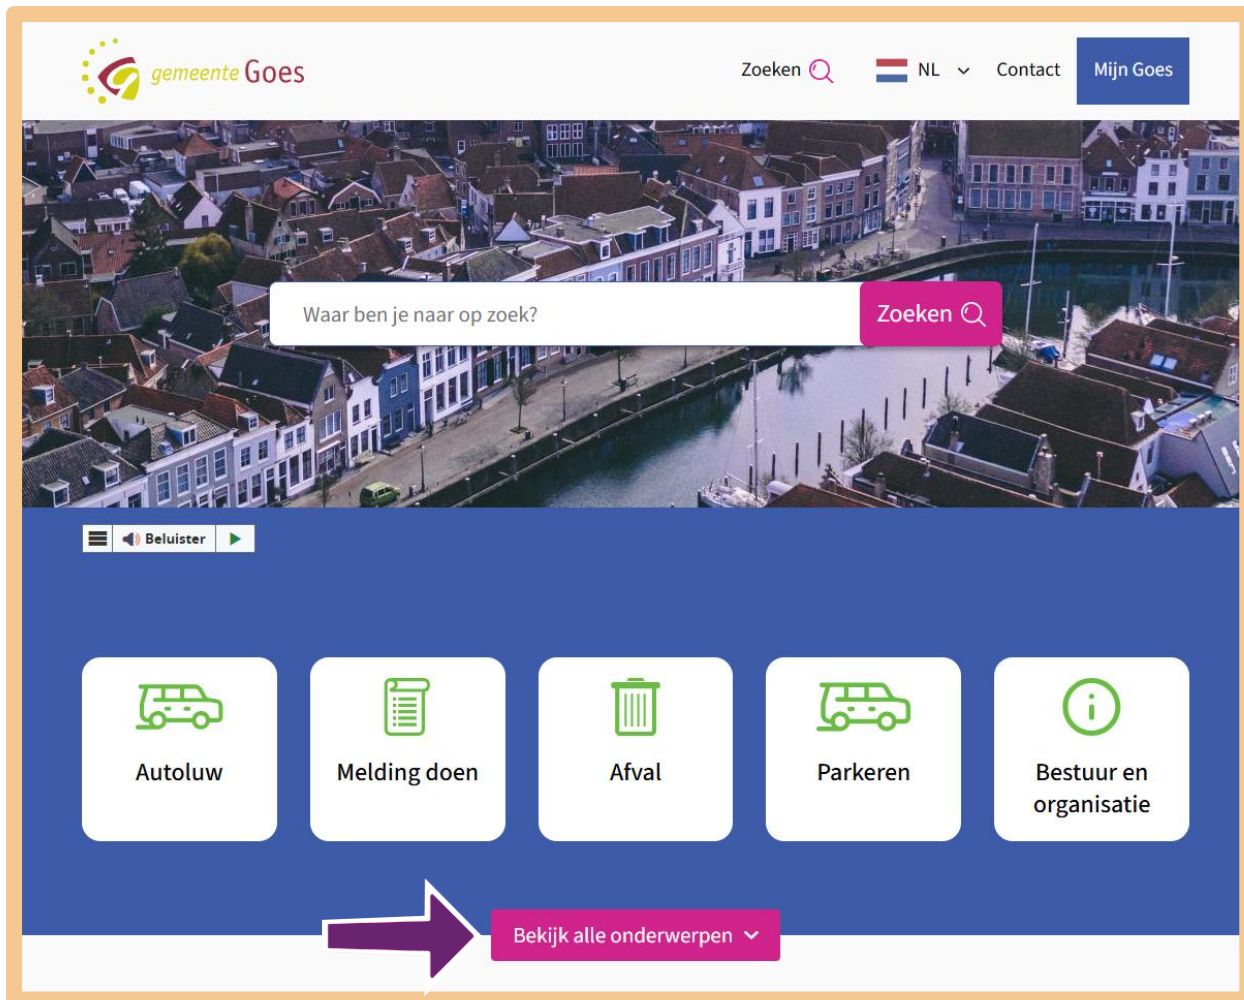 gemeente Goes
Zoeken
NL
Contact
Mijn Goes
Waar ben je naar op zoek?
Zoeken
Beluister
Autoluw
Melding doen
Afval
Parkeren
Bestuur en
organisatie
Bekijk alle onderwerpen